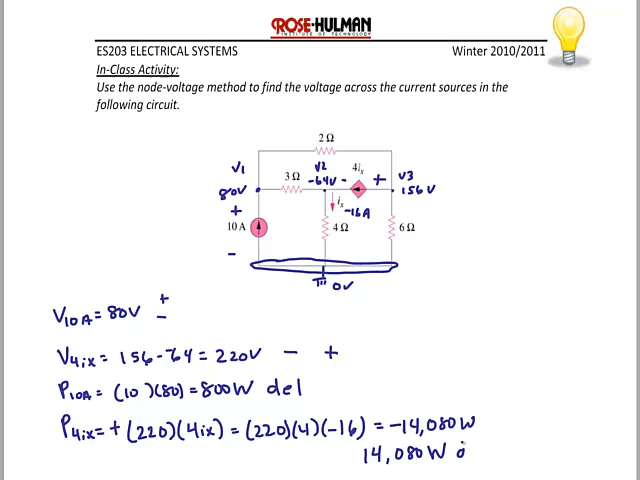 ROSE-HULMAN
INSTITUTE OF TECHNOLOGY
ES203 ELECTRICAL SYSTEMS Winter 2010/2011
In-Class Activity:
Use the node-voltage method to find the voltage across the current sources in the
following circuit.
2 Ω
V1 3 Ω V2 4ix V3
80V -64V - + 156V
+ ix -16A
10 A 4 Ω 6 Ω
-
0V
V10A = 80V + -
V4ix = 156 - -64 = 220V - +
P10A = (10)(80) = 800W del
P4ix = + (220)(4ix) = (220)(4)(-16) = -14,080W
14,080W